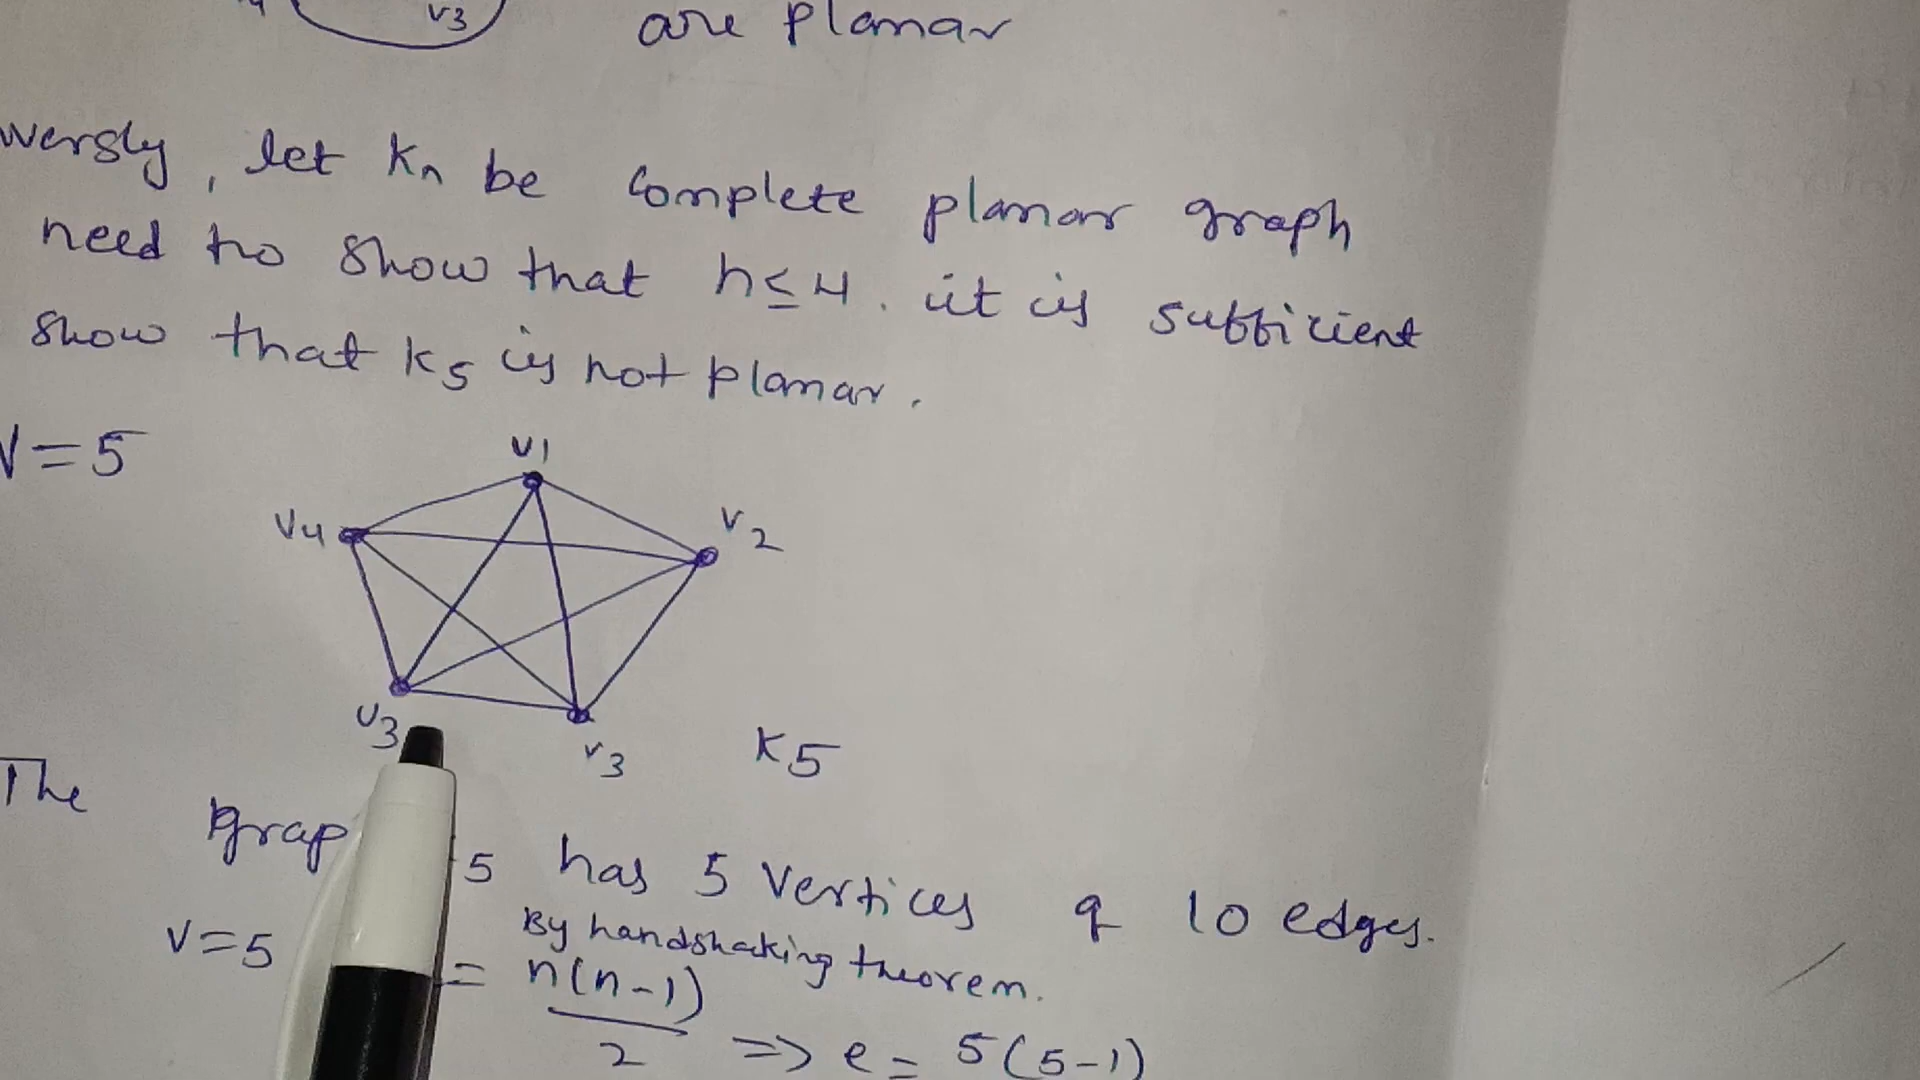 v3
are planar
wersly, let Kn be complete planar graph
need to show that n≤4. it is sufficient
show that K5 is not planar.
V=5
v1
v4
v2
v3
v3
K5
The grap 5 has 5 vertices & 10 edges.
By handshaking theorem.
v=5 = n(n-1)/2 => e = 5(5-1)